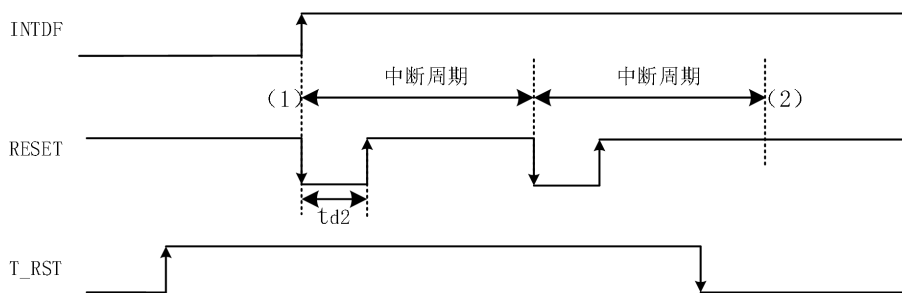 INTDF
中断周期
中断周期
(1)
(2)
RESET
td2
T_RST